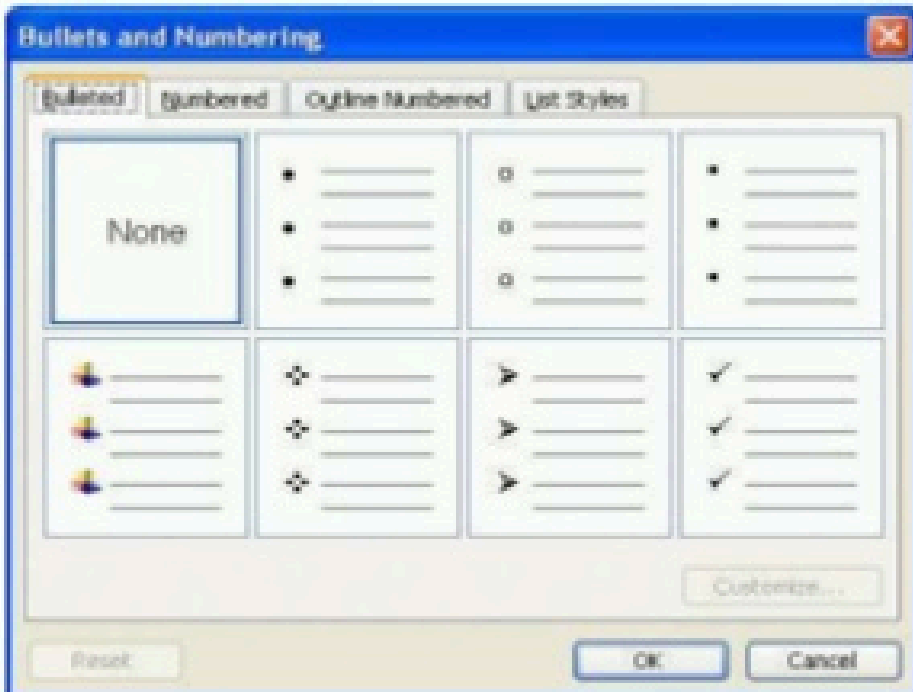 Bullets and Numbering
Bulleted Numbered Outline Numbered List Styles
None
Customize...
Reset OK Cancel